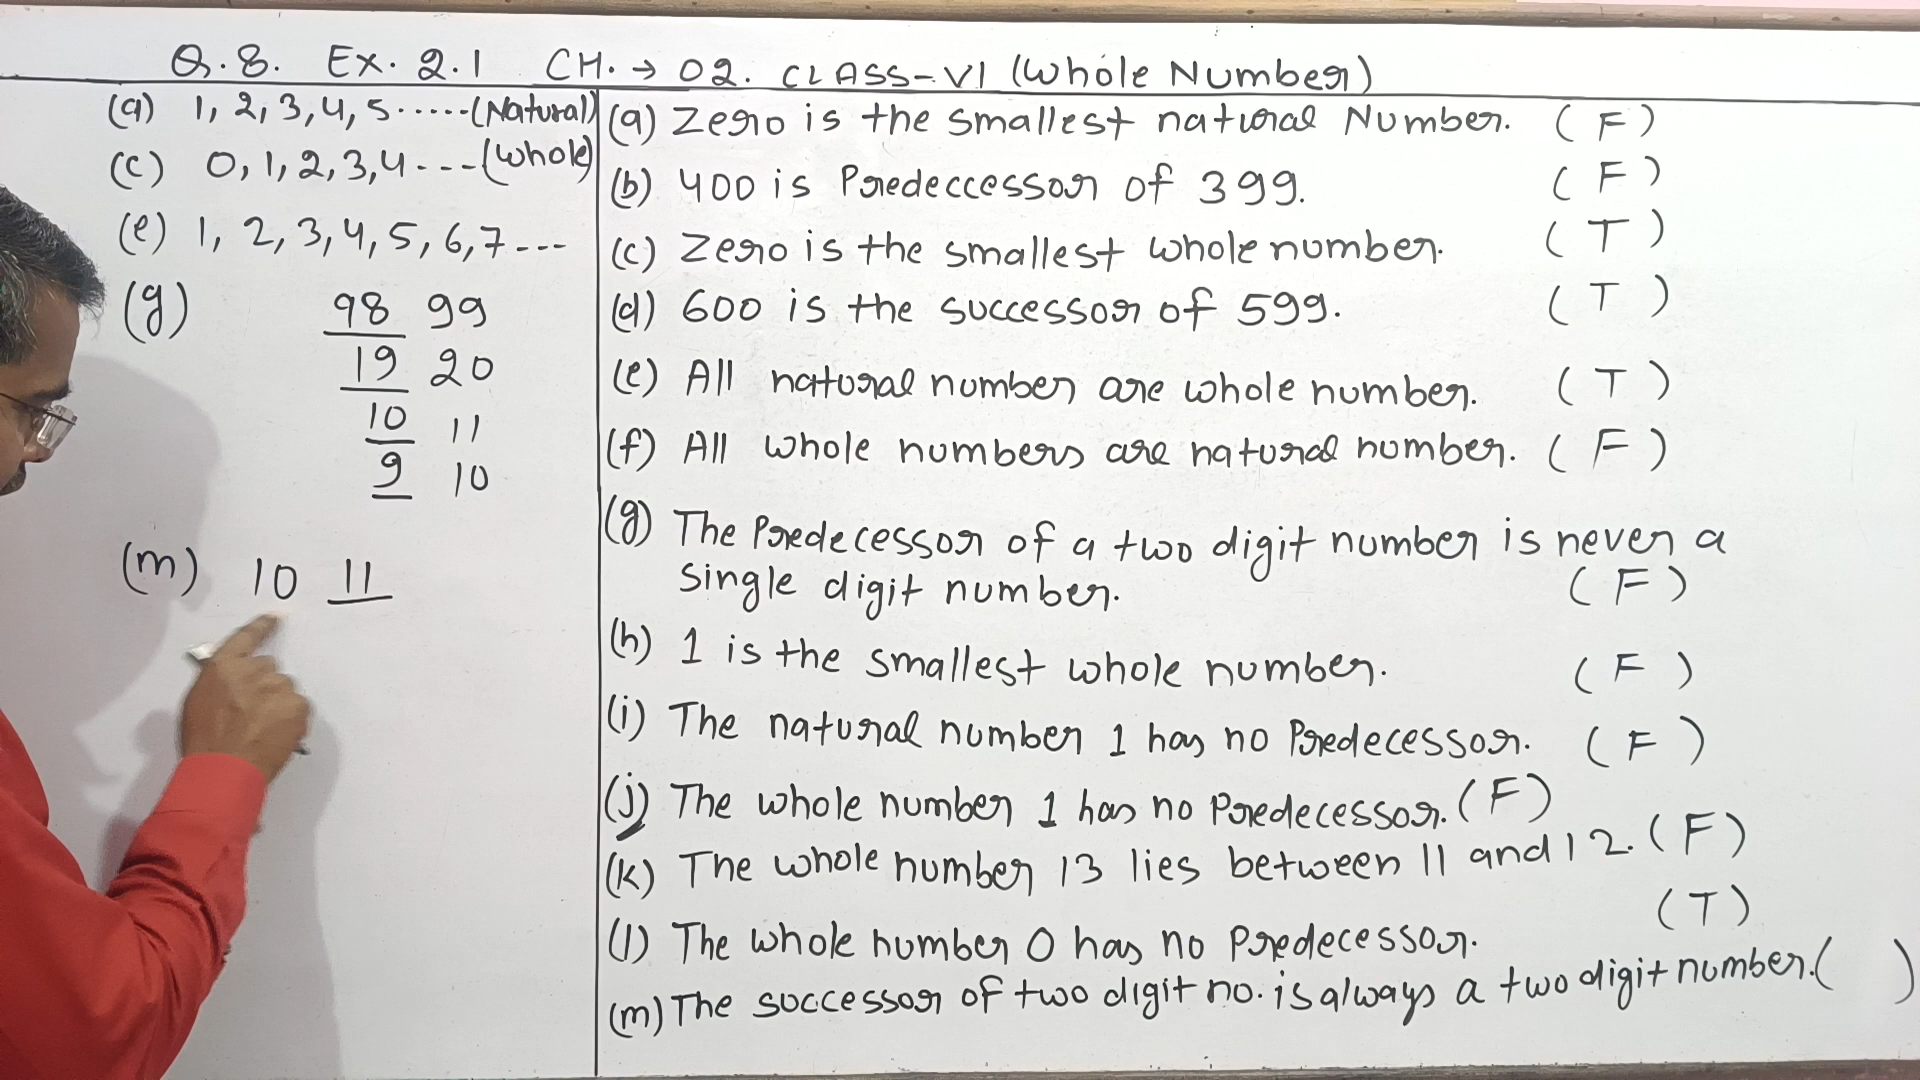 Q.8. Ex. 2.1 CH. → 02. CLASS-VI (Whole Number)
(a) 1, 2, 3, 4, 5 ...... (Natural)
(c) 0, 1, 2, 3, 4 --- (Whole)
(e) 1, 2, 3, 4, 5, 6, 7 ---
(g) 98 99
19 20
10 11
9 10
(m) 10 11
(a) Zero is the smallest natural Number. (F)
(b) 400 is Predeccessor of 399. (F)
(c) Zero is the smallest whole number. (T)
(d) 600 is the successor of 599. (T)
(e) All natural number are whole number. (T)
(f) All whole numbers are natural number. (F)
(g) The Predecessor of a two digit number is never a
single digit number. (F)
(h) 1 is the smallest whole number. (F)
(i) The natural number 1 has no Predecessor. (F)
(j) The whole number 1 has no Predecessor. (F)
(k) The whole number 13 lies between 11 and 12. (F)
(l) The whole number 0 has no Predecessor. (T)
(m) The successor of two digit no. is always a two digit number. ( )